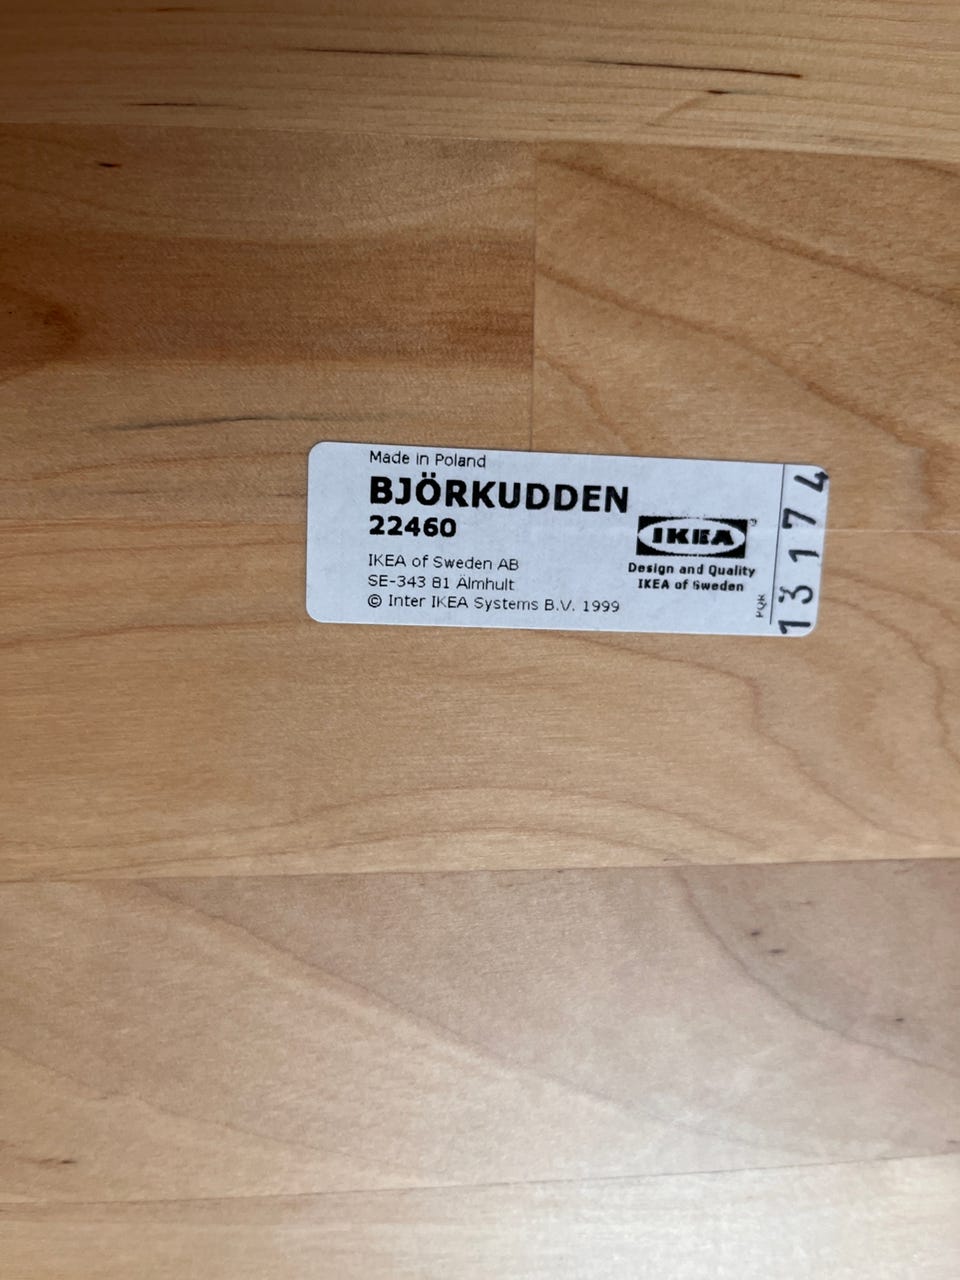 Made in Poland
BJÖRKUDDEN
22460
IKEA of Sweden AB
SE-343 81 Älmhult
© Inter IKEA Systems B.V. 1999
IKEA®
Design and Quality
IKEA of Sweden
PQR
13174